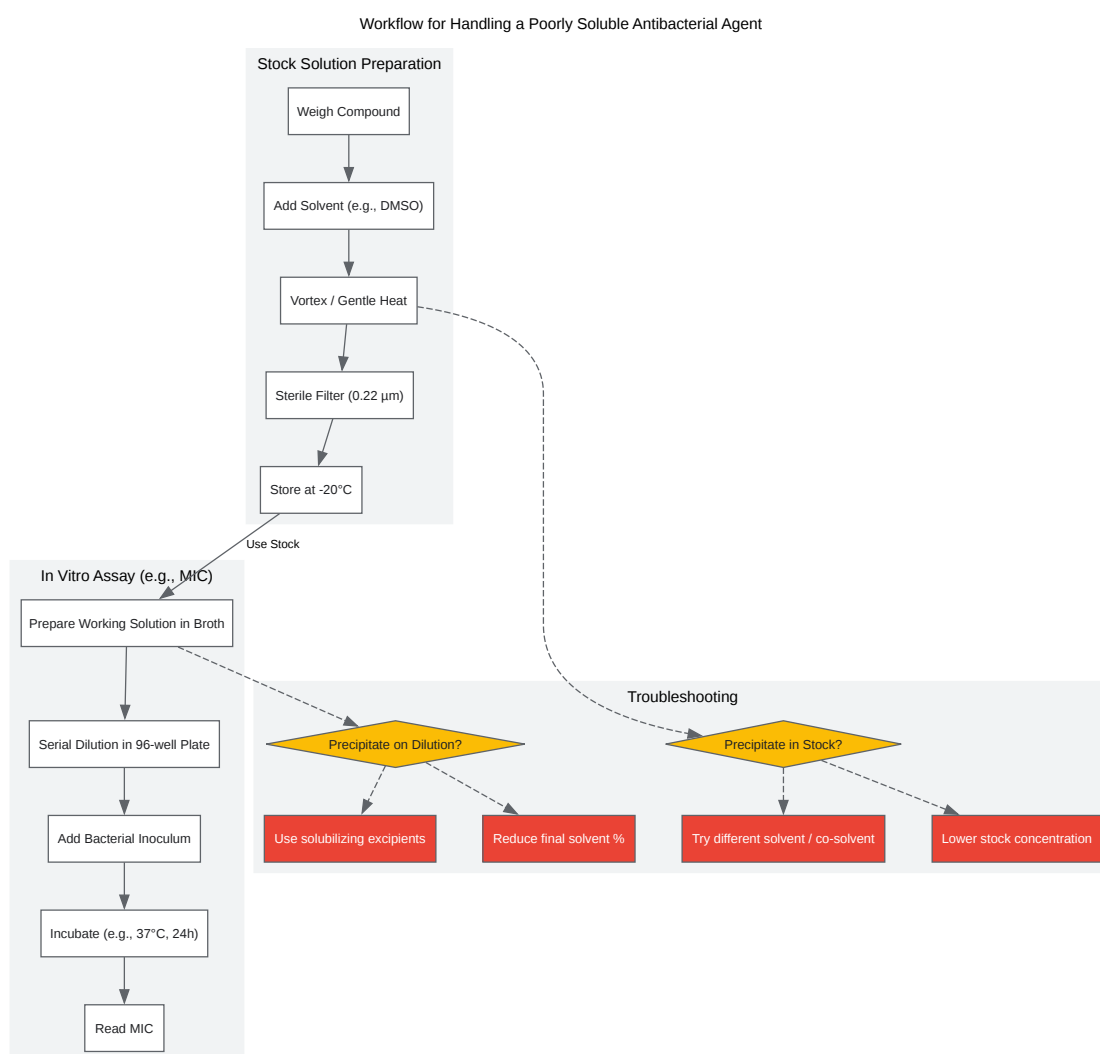 Workflow for Handling a Poorly Soluble Antibacterial Agent
Stock Solution Preparation
Weigh Compound
Add Solvent (e.g., DMSO)
Vortex / Gentle Heat
Sterile Filter (0.22 µm)
Store at -20°C
Use Stock
In Vitro Assay (e.g., MIC)
Prepare Working Solution in Broth
Serial Dilution in 96-well Plate
Add Bacterial Inoculum
Incubate (e.g., 37°C, 24h)
Read MIC
Troubleshooting
Precipitate on Dilution?
Precipitate in Stock?
Use solubilizing excipients
Reduce final solvent %
Try different solvent / co-solvent
Lower stock concentration